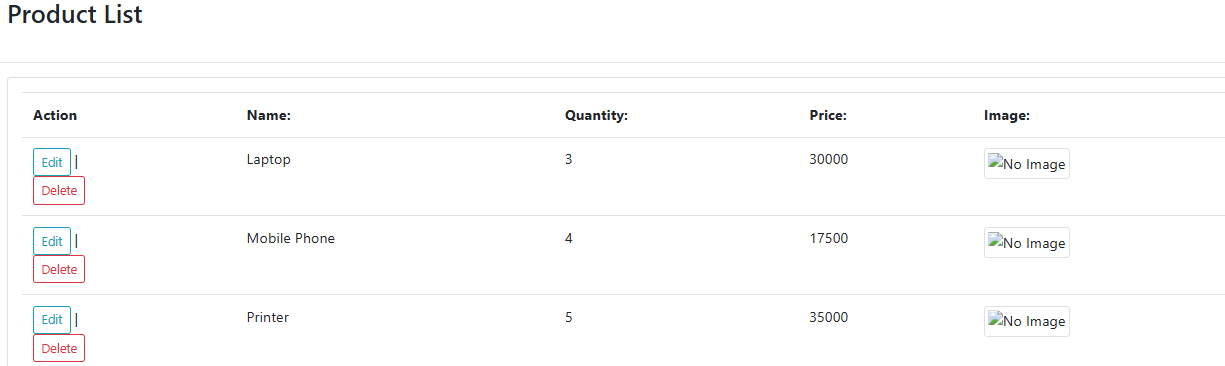 Product List
Action Name: Quantity: Price: Image:
Edit | Laptop 3 30000 No Image
Delete
Edit | Mobile Phone 4 17500 No Image
Delete
Edit | Printer 5 35000 No Image
Delete